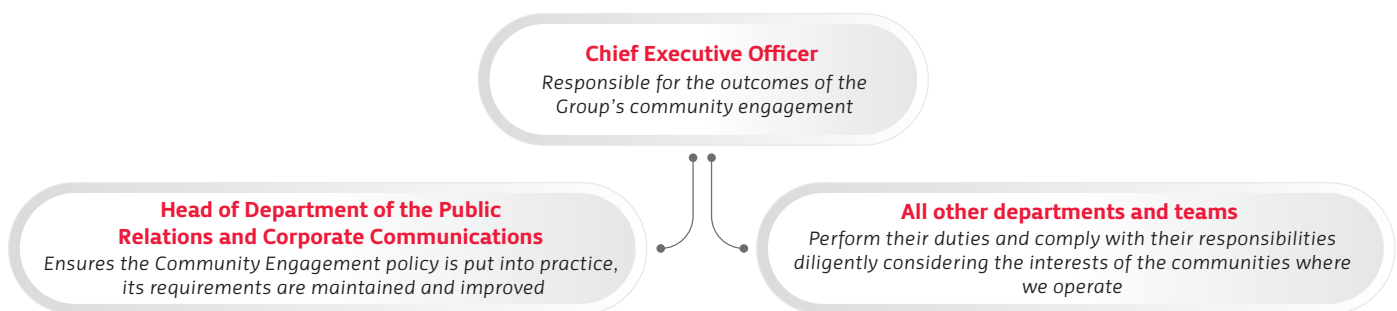 Chief Executive Officer
Responsible for the outcomes of the
Group's community engagement
Head of Department of the Public
Relations and Corporate Communications
Ensures the Community Engagement policy is put into practice,
its requirements are maintained and improved
All other departments and teams
Perform their duties and comply with their responsibilities
diligently considering the interests of the communities where
we operate